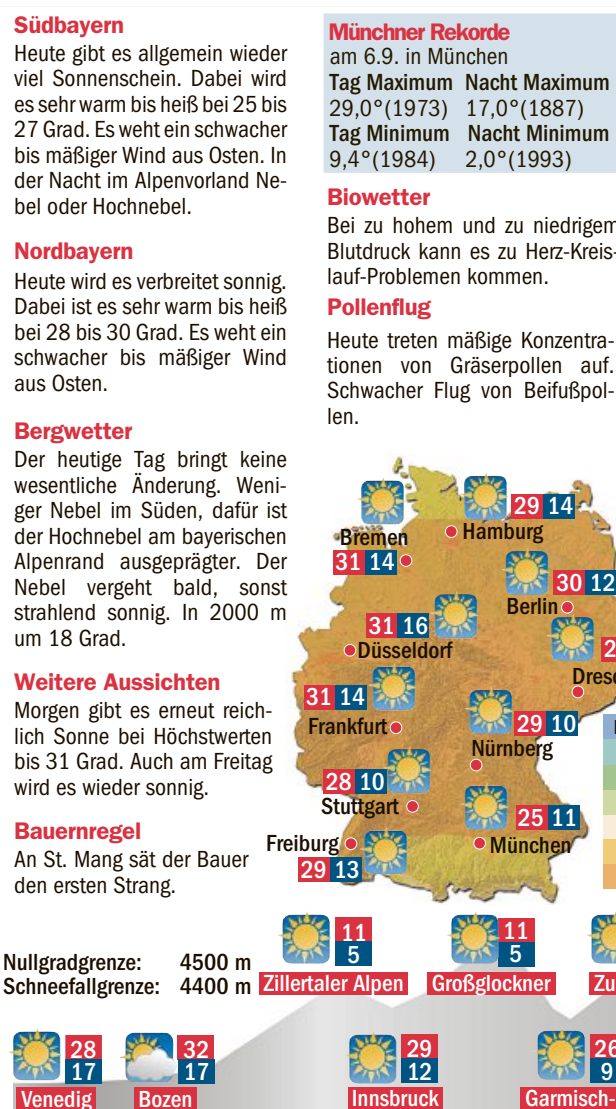 Südbayern
Heute gibt es allgemein wieder
viel Sonnenschein. Dabei wird
es sehr warm bis heiß bei 25 bis
27 Grad. Es weht ein schwacher
bis mäßiger Wind aus Osten. In
der Nacht im Alpenvorland Ne-
bel oder Hochnebel.
Nordbayern
Heute wird es verbreitet sonnig.
Dabei ist es sehr warm bis heiß
bei 28 bis 30 Grad. Es weht ein
schwacher bis mäßiger Wind
aus Osten.
Bergwetter
Der heutige Tag bringt keine
wesentliche Änderung. Weni-
ger Nebel im Süden, dafür ist
der Hochnebel am bayerischen
Alpenrand ausgeprägter. Der
Nebel vergeht bald, sonst
strahlend sonnig. In 2000 m
um 18 Grad.
Weitere Aussichten
Morgen gibt es erneut reich-
lich Sonne bei Höchstwerten
bis 31 Grad. Auch am Freitag
wird es wieder sonnig.
Bauernregel
An St. Mang sät der Bauer
den ersten Strang.
Münchner Rekorde
am 6.9. in München
Tag Maximum Nacht Maximum
29,0°(1973) 17,0°(1887)
Tag Minimum Nacht Minimum
9,4°(1984) 2,0°(1993)
Biowetter
Bei zu hohem und zu niedrigem
Blutdruck kann es zu Herz-Kreis-
lauf-Problemen kommen.
Pollenflug
Heute treten mäßige Konzentra-
tionen von Gräserpollen auf.
Schwacher Flug von Beifußpol-
len.
29 14
Hamburg
Bremen
31 14
30 12
Berlin
31 16
Düsseldorf
2
Dresd
31 14
Frankfurt
29 10
Nürnberg
28 10
Stuttgart
25 11
München
Freiburg
29 13
Nullgradgrenze: 4500 m
Schneefallgrenze: 4400 m
11
5
Zillertaler Alpen
11
5
Großglockner
Zu
28
17
Venedig
32
17
Bozen
29
12
Innsbruck
26
9
Garmisch-